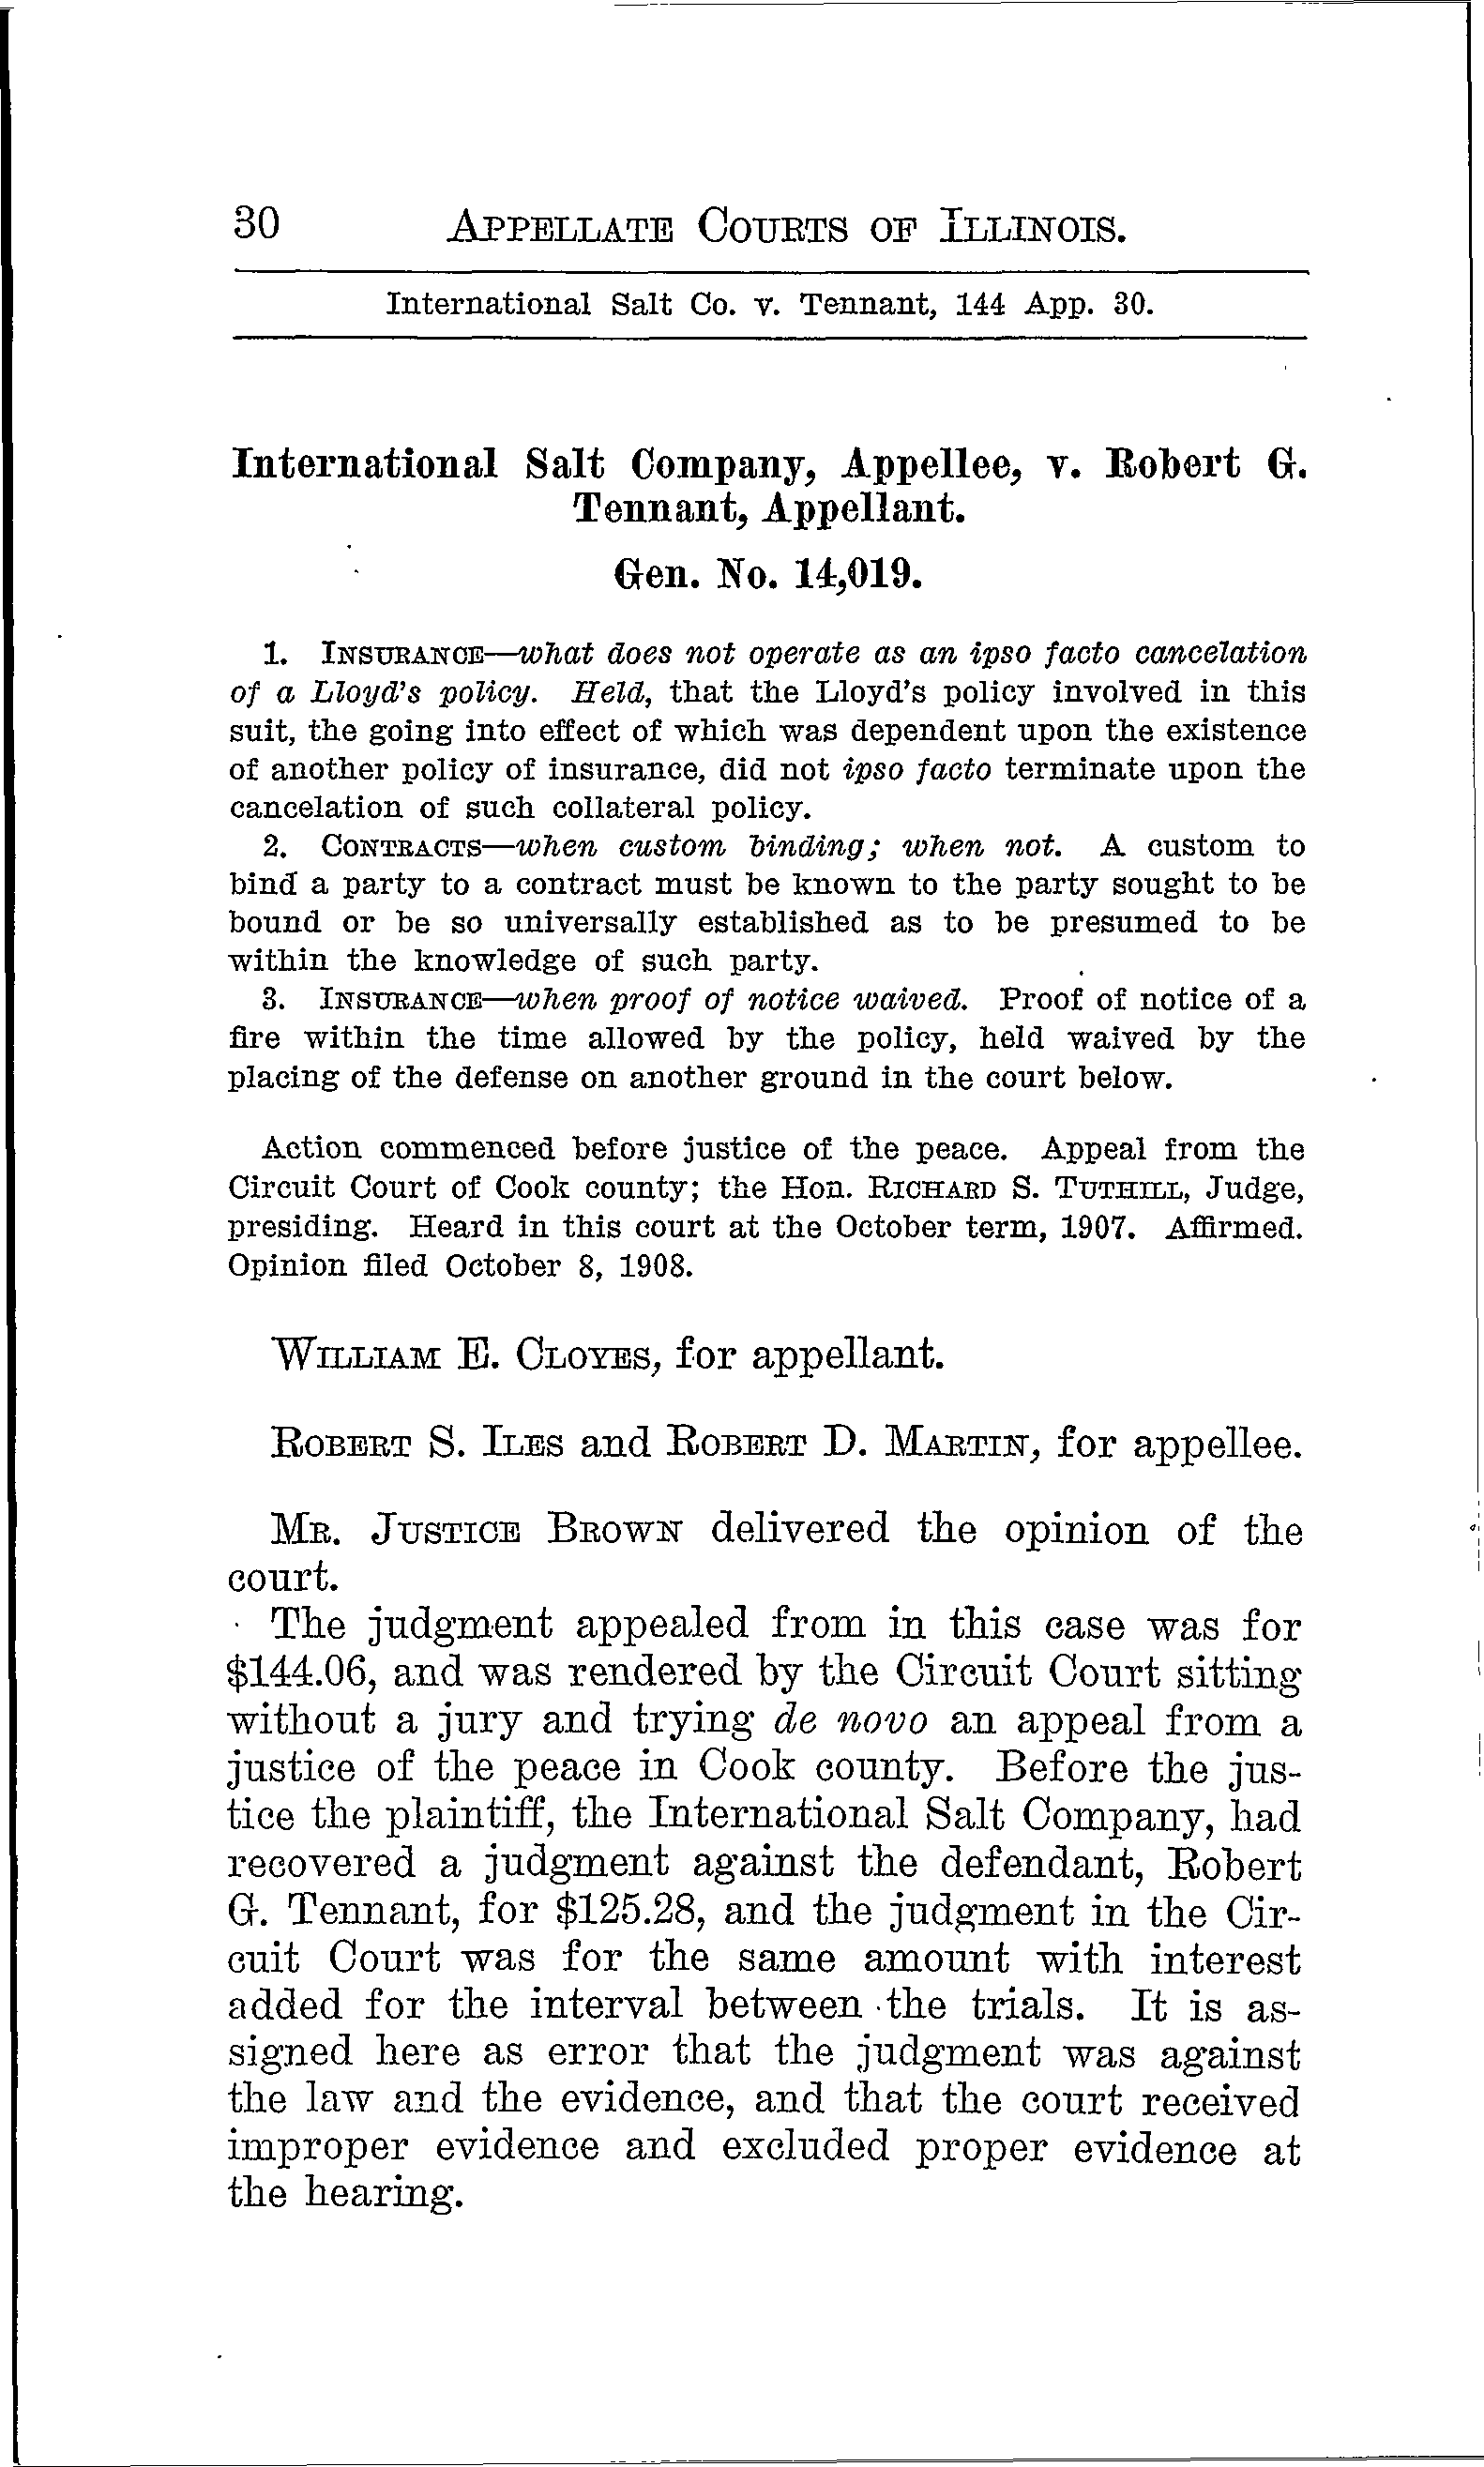 30 APPELLATE COURTS OF ILLINOIS.
International Salt Co. v. Tennant, 144 App. 30.
International Salt Company, Appellee, v. Robert G.
Tennant, Appellant.
Gen. No. 14,019.
1. INSURANCE—what does not operate as an ipso facto cancelation
of a Lloyd's policy. Held, that the Lloyd's policy involved in this
suit, the going into effect of which was dependent upon the existence
of another policy of insurance, did not ipso facto terminate upon the
cancelation of such collateral policy.
2. CONTRACTS—when custom binding; when not. A custom to
bind a party to a contract must be known to the party sought to be
bound or be so universally established as to be presumed to be
within the knowledge of such party.
3. INSURANCE—when proof of notice waived. Proof of notice of a
fire within the time allowed by the policy, held waived by the
placing of the defense on another ground in the court below.
Action commenced before justice of the peace. Appeal from the
Circuit Court of Cook county; the Hon. RICHARD S. TUTHILL, Judge,
presiding. Heard in this court at the October term, 1907. Affirmed.
Opinion filed October 8, 1908.
WILLIAM E. CLOYES, for appellant.
ROBERT S. ILES and ROBERT D. MARTIN, for appellee.
MR. JUSTICE BROWN delivered the opinion of the
court.
The judgment appealed from in this case was for
$144.06, and was rendered by the Circuit Court sitting
without a jury and trying de novo an appeal from a
justice of the peace in Cook county. Before the jus-
tice the plaintiff, the International Salt Company, had
recovered a judgment against the defendant, Robert
G. Tennant, for $125.28, and the judgment in the Cir-
cuit Court was for the same amount with interest
added for the interval between the trials. It is as-
signed here as error that the judgment was against
the law and the evidence, and that the court received
improper evidence and excluded proper evidence at
the hearing.